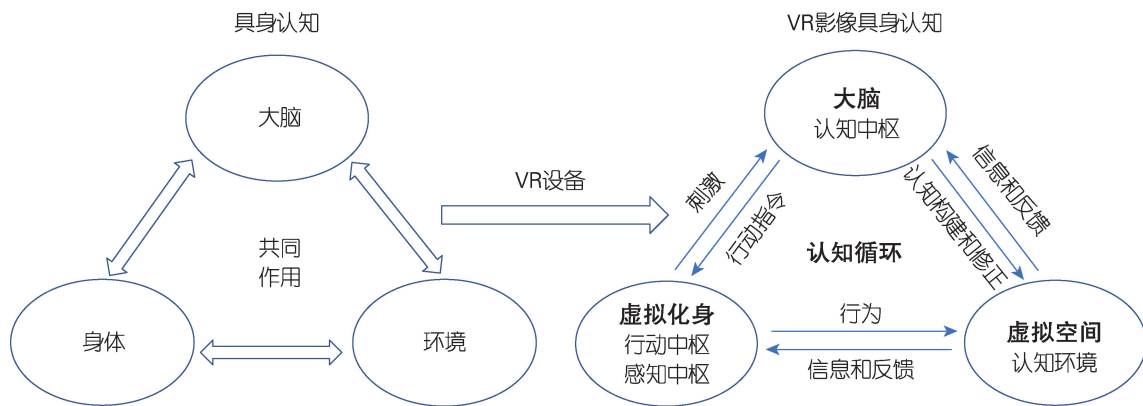 具身认知
大脑
共同
作用
身体
环境
VR设备
VR影像具身认知
大脑
认知中枢
刺激
行动指令
信息和反馈
认知构建和修正
认知循环
虚拟化身
行动中枢
感知中枢
行为
信息和反馈
虚拟空间
认知环境